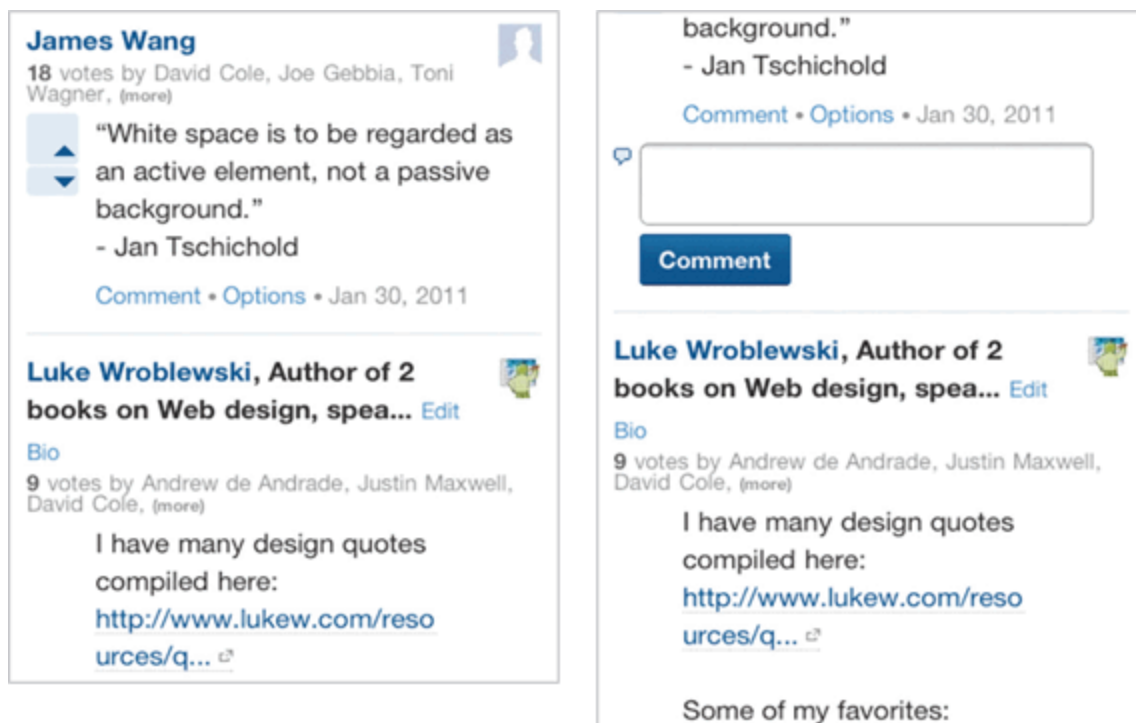 James Wang
18 votes by David Cole, Joe Gebbia, Toni
Wagner, (more)
“White space is to be regarded as
an active element, not a passive
background.”
- Jan Tschichold
Comment • Options • Jan 30, 2011
Luke Wroblewski, Author of 2
books on Web design, spea... Edit
Bio
9 votes by Andrew de Andrade, Justin Maxwell,
David Cole, (more)
I have many design quotes
compiled here:
http://www.lukew.com/reso
urces/q...
background.”
- Jan Tschichold
Comment • Options • Jan 30, 2011
Comment
Luke Wroblewski, Author of 2
books on Web design, spea... Edit
Bio
9 votes by Andrew de Andrade, Justin Maxwell,
David Cole, (more)
I have many design quotes
compiled here:
http://www.lukew.com/reso
urces/q...
Some of my favorites: